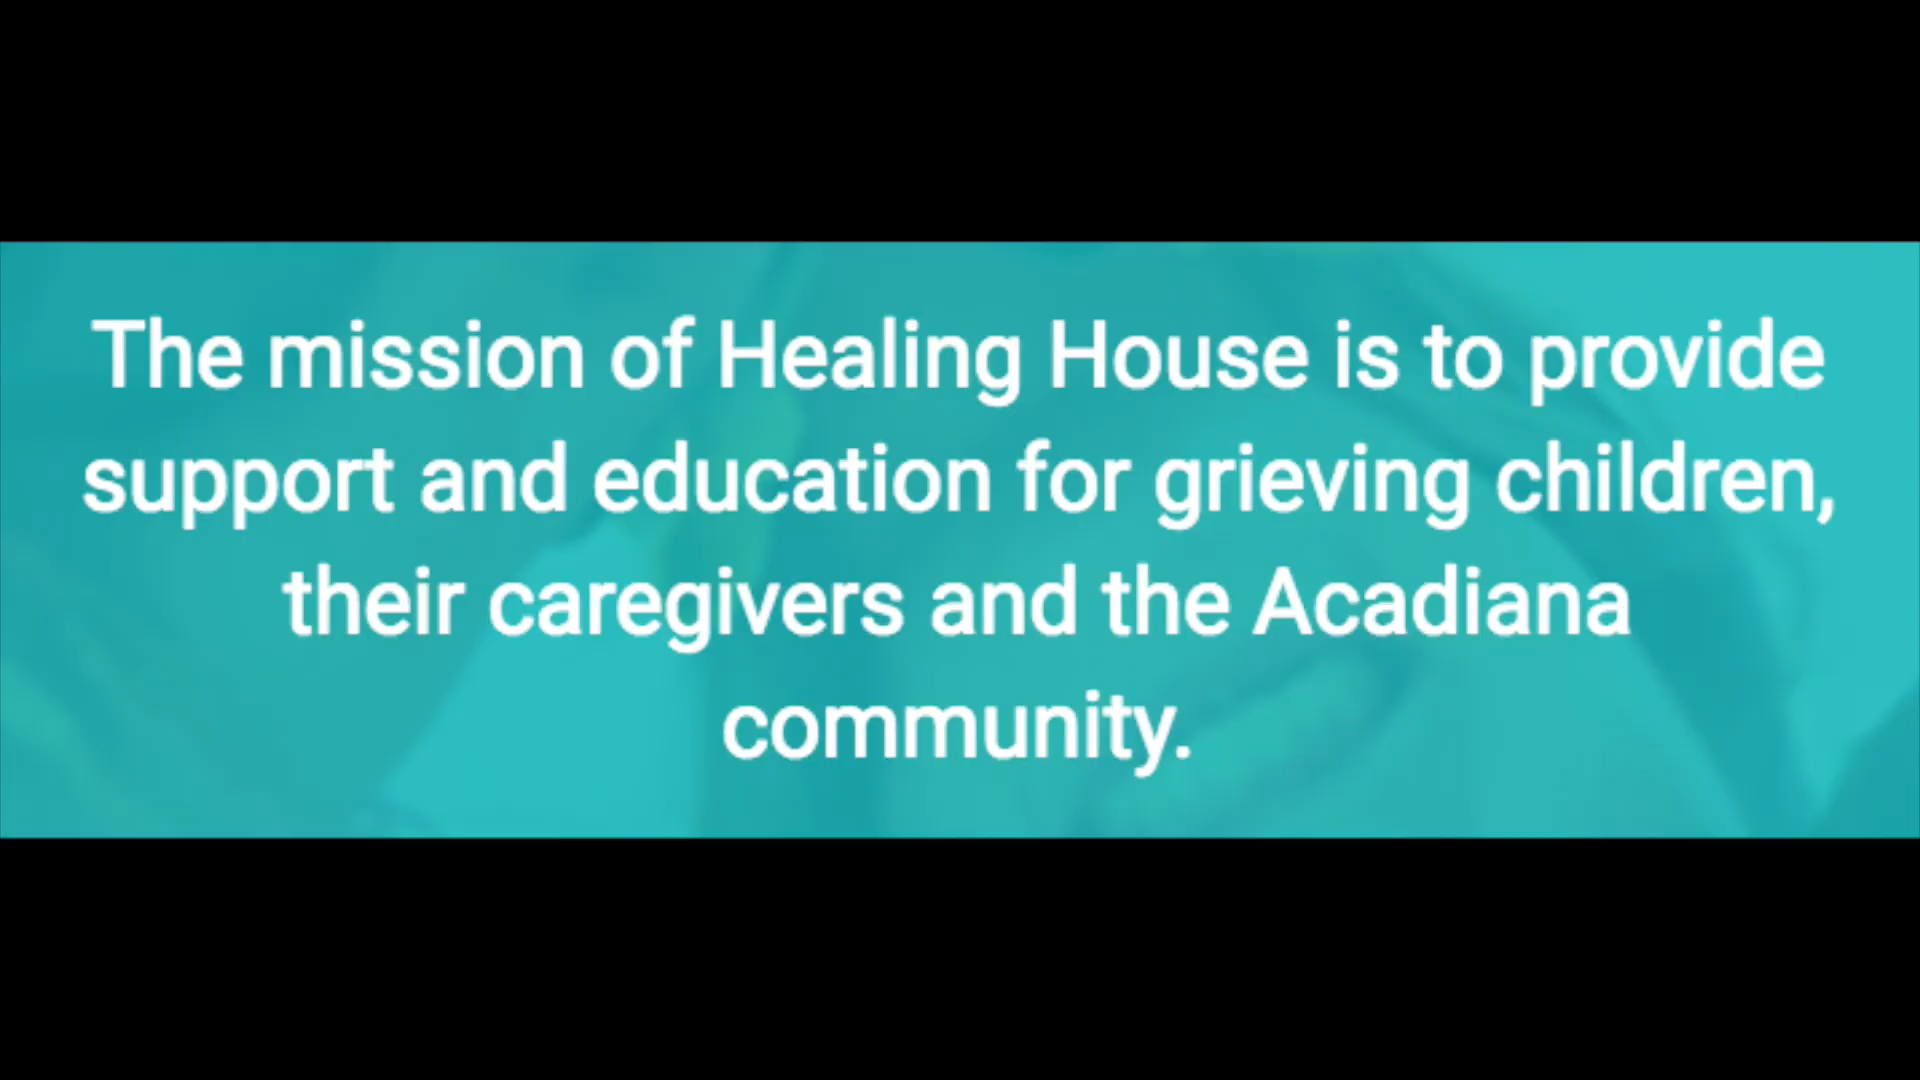 The mission of Healing House is to provide
support and education for grieving children,
their caregivers and the Acadiana
community.